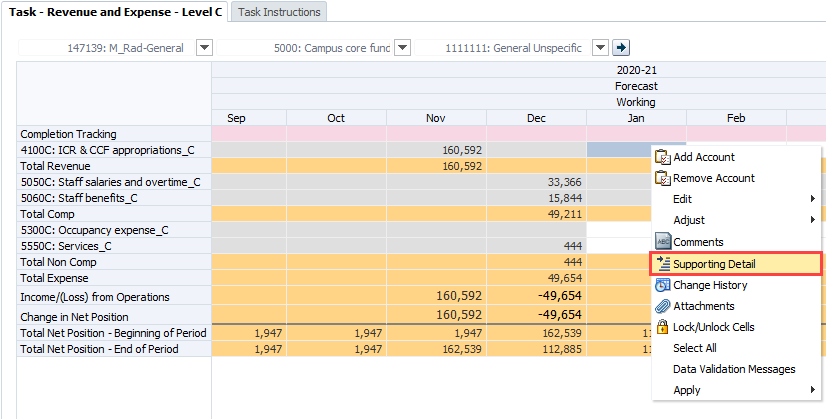 Task - Revenue and Expense - Level C Task Instructions
147139: M_Rad-General 5000: Campus core fund 1111111: General Unspecific
2020-21
Forecast
Working
Sep Oct Nov Dec Jan Feb
Completion Tracking
4100C: ICR & CCF appropriations_C 160,592
Total Revenue 160,592
5050C: Staff salaries and overtime_C 33,366
5060C: Staff benefits_C 15,844
Total Comp 49,211
5300C: Occupancy expense_C
5550C: Services_C 444
Total Non Comp 444
Total Expense 49,654
Income/(Loss) from Operations 160,592 -49,654
Change in Net Position 160,592 -49,654
Total Net Position - Beginning of Period 1,947 1,947 1,947 162,539
Total Net Position - End of Period 1,947 1,947 162,539 112,885
Add Account
Remove Account
Edit
Adjust
ABC Comments
Supporting Detail
Change History
Attachments
Lock/Unlock Cells
Select All
Data Validation Messages
Apply